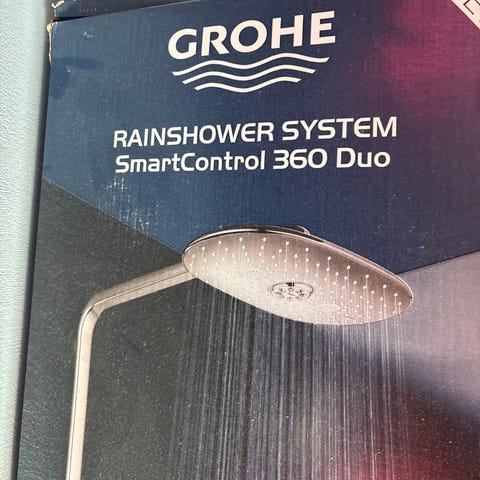 GROHE
RAINSHOWER SYSTEM
SmartControl 360 Duo